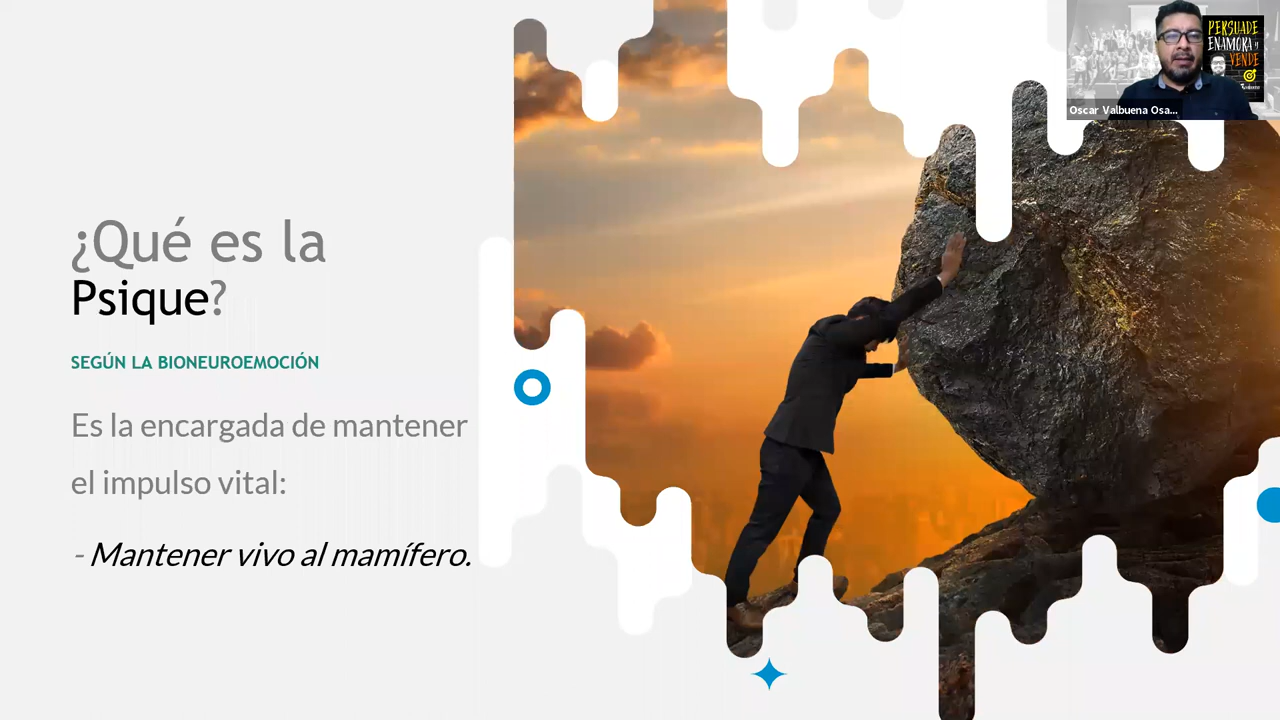 PERSUADE
ENAMORA y
VENDE
Oscar Valbuena Osa...
¿Qué es la
Psique?
SEGÚN LA BIONEUROEMOCIÓN
Es la encargada de mantener
el impulso vital:
- Mantener vivo al mamífero.